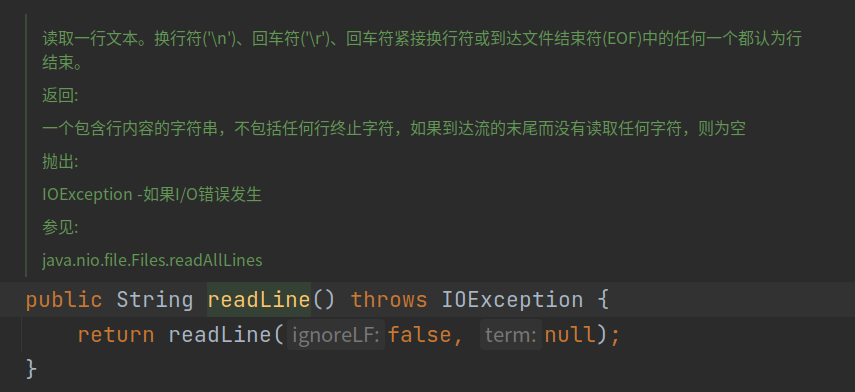 读取一行文本。换行符('\n')、回车符('\r')、回车符紧接换行符或到达文件结束符(EOF)中的任何一个都认为行
结束。
返回:
一个包含行内容的字符串，不包括任何行终止字符，如果到达流的末尾而没有读取任何字符，则为空
抛出:
IOException -如果I/O错误发生
参见:
java.nio.file.Files.readAllLines
public String readLine() throws IOException {
    return readLine( ignoreLF: false, term: null);
}